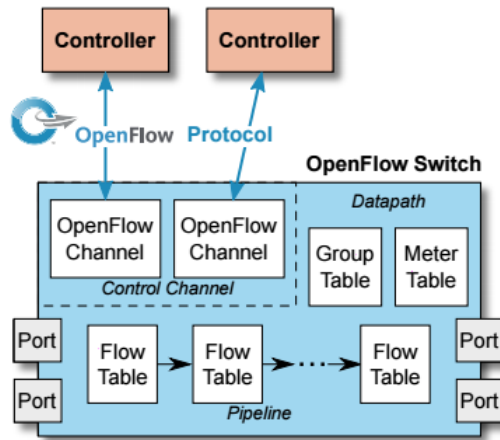 Controller
Controller
OpenFlow
Protocol
OpenFlow Switch
Datapath
OpenFlow
Channel
OpenFlow
Channel
Control Channel
Group
Table
Meter
Table
Port
Port
Flow
Table
Flow
Table
...
Flow
Table
Pipeline
Port
Port